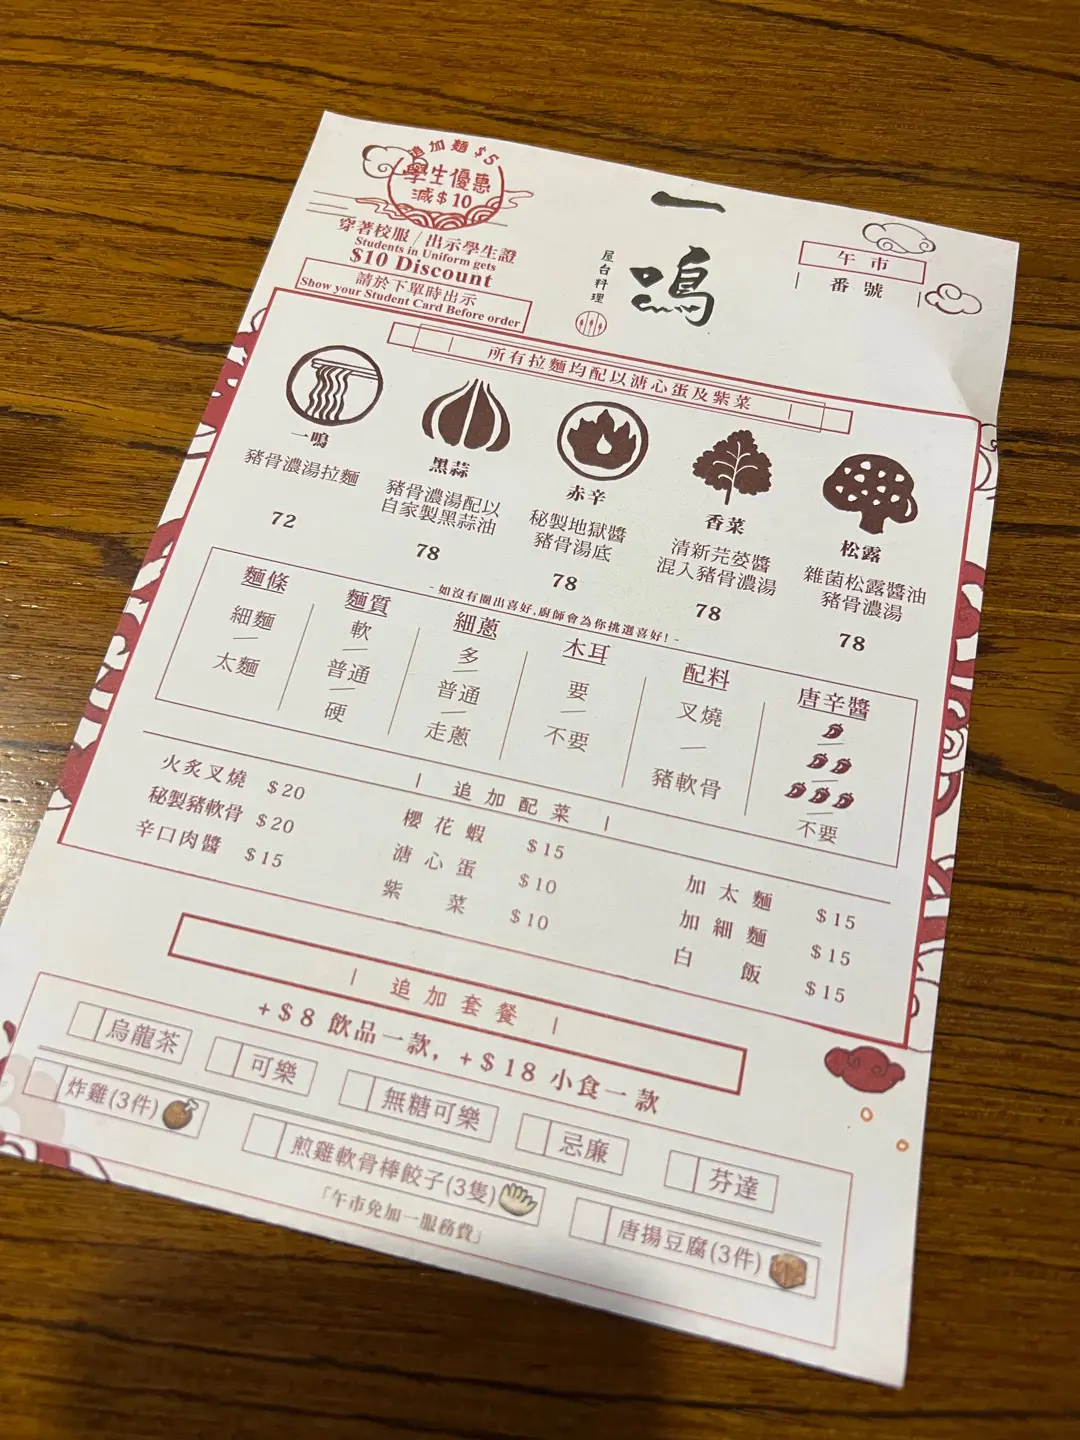 追加麵 $5
學生優惠
減$10
穿著校服/出示學生證
Students in Uniform gets
$10 Discount
請於下單時出示
Show your Student Card Before order
一鳴
屋台料理
午市
番號
所有拉麵均配以溏心蛋及紫菜
一鳴
豬骨濃湯拉麵
72
黑蒜
豬骨濃湯配以
自家製黑蒜油
78
赤辛
秘製地獄醬
豬骨湯底
78
香菜
清新芫荽醬
混入豬骨濃湯
78
松露
雜菌松露醬油
豬骨濃湯
78
- 如沒有圈出喜好,廚師會為你挑選喜好! -
麵條
細麵
太麵
麵質
軟
普通
硬
細蔥
多
普通
走蔥
木耳
要
不要
配料
叉燒
豬軟骨
唐辛醬
不要
追加配菜
火炙叉燒 $20
秘製豬軟骨 $20
辛口肉醬 $15
櫻花蝦 $15
溏心蛋 $10
紫菜 $10
加太麵 $15
加細麵 $15
白飯 $15
追加套餐
+$8 飲品一款, +$18 小食一款
烏龍茶
可樂
無糖可樂
忌廉
芬達
炸雞(3件)
煎雞軟骨棒餃子(3隻)
唐揚豆腐(3件)
「午市免加一服務費」